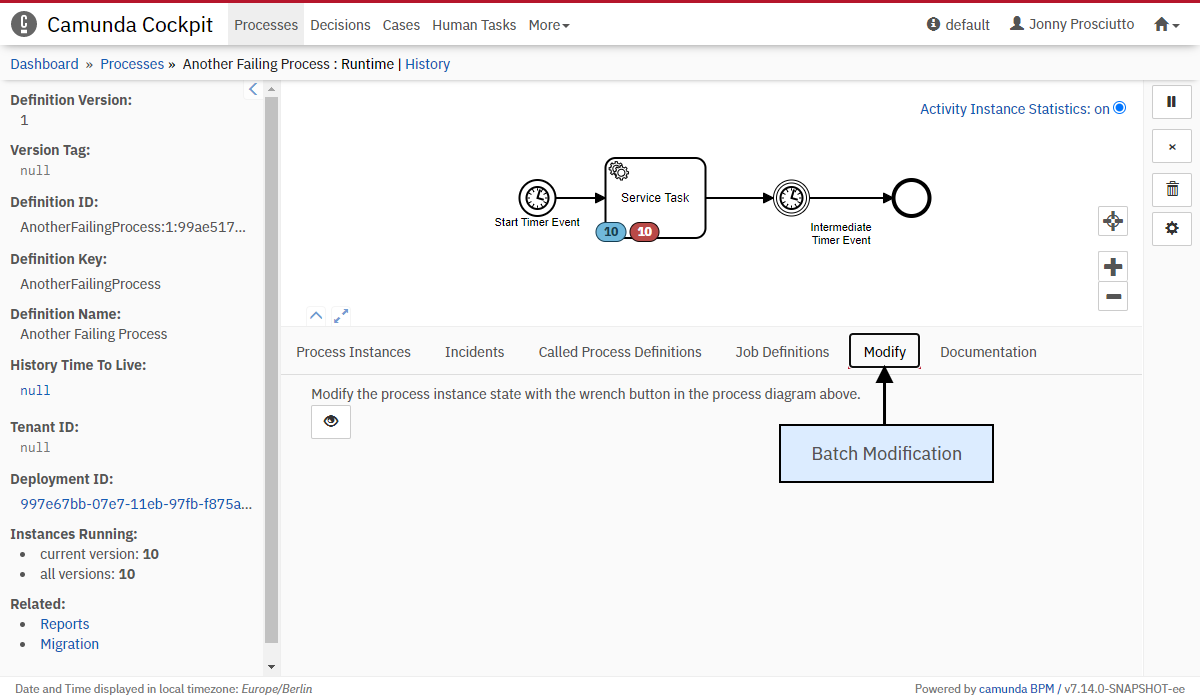 Camunda Cockpit
Processes Decisions Cases Human Tasks More
default Jonny Prosciutto
Dashboard » Processes » Another Failing Process : Runtime | History
Definition Version:
1
Version Tag:
null
Definition ID:
AnotherFailingProcess:1:99ae517...
Definition Key:
AnotherFailingProcess
Definition Name:
Another Failing Process
History Time To Live:
null
Tenant ID:
null
Deployment ID:
997e67bb-07e7-11eb-97fb-f875a...
Instances Running:
current version: 10
all versions: 10
Related:
Reports
Migration
Activity Instance Statistics: on
Start Timer Event
Service Task
10 10
Intermediate
Timer Event
Process Instances Incidents Called Process Definitions Job Definitions Modify Documentation
Modify the process instance state with the wrench button in the process diagram above.
Batch Modification
Date and Time displayed in local timezone: Europe/Berlin
Powered by camunda BPM / v7.14.0-SNAPSHOT-ee